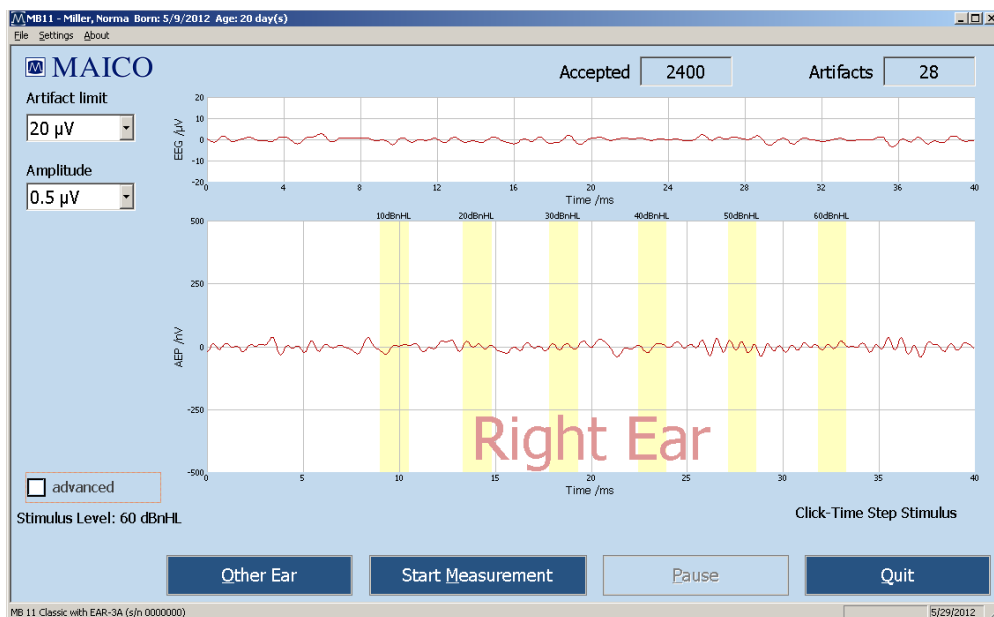 MB11 - Miller, Norma Born: 5/9/2012 Age: 20 day(s)
File Settings About
MAICO
Accepted 2400 Artifacts 28
Artifact limit
20 µV
Amplitude
0.5 µV
EEG /µV
20
10
0
-10
-20
0 4 8 12 16 20 24 28 32 36 40
Time /ms
10dBnHL 20dBnHL 30dBnHL 40dBnHL 50dBnHL 60dBnHL
AEP /nV
500
250
0
-250
-500
Right Ear
0 5 10 15 20 25 30 35 40
Time /ms
advanced
Stimulus Level: 60 dBnHL
Click-Time Step Stimulus
Other Ear Start Measurement Pause Quit
MB 11 Classic with EAR-3A (s/n 0000000) 5/29/2012